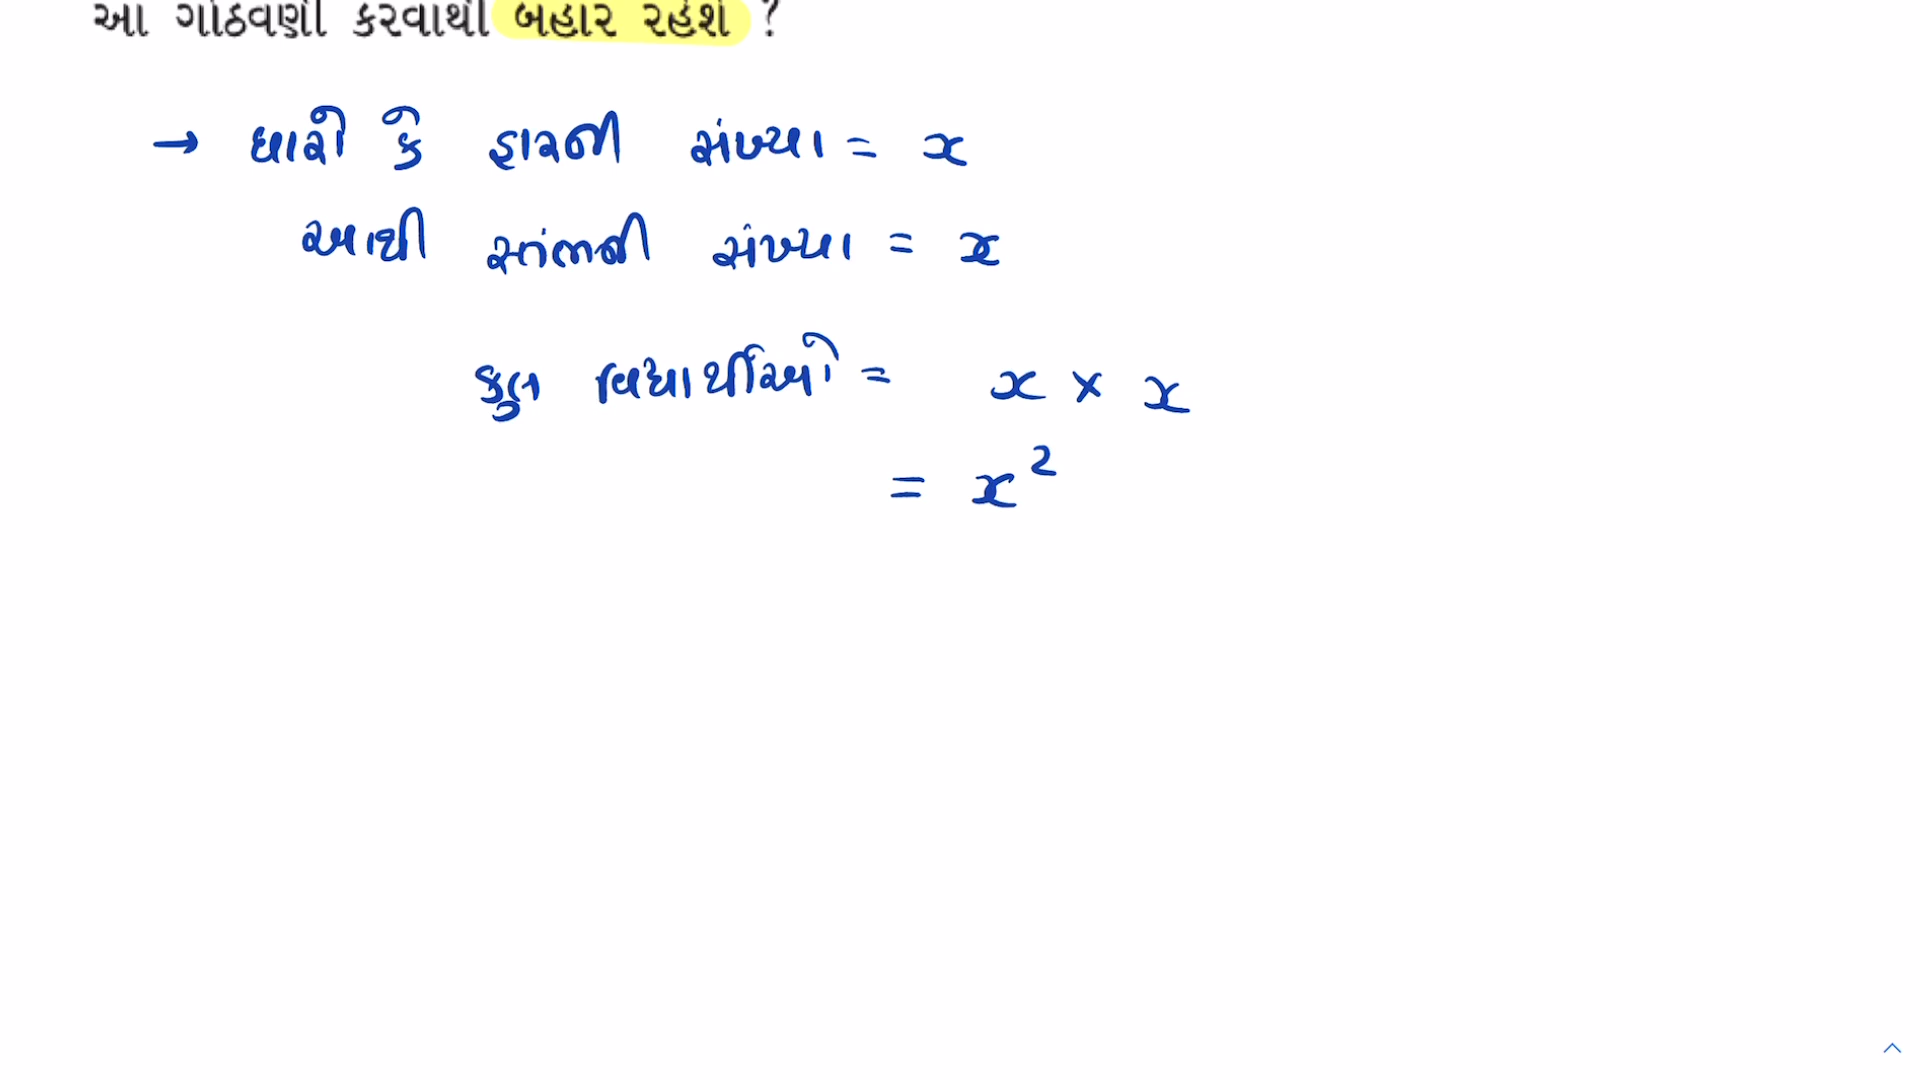 આ ગોઠવણી કરવાથી બહાર રહેશે ?
→ ધારો કે હારની સંખ્યા = x
આથી સ્તંભની સંખ્યા = x
કુલ વિદ્યાર્થીઓ = x × x
= x²